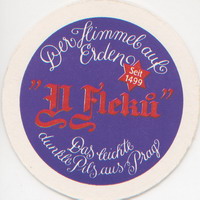 Der Himmel auf
Erden
Seit
1499
"U Fleků"
Das leichte
dunkle Pils aus Prag